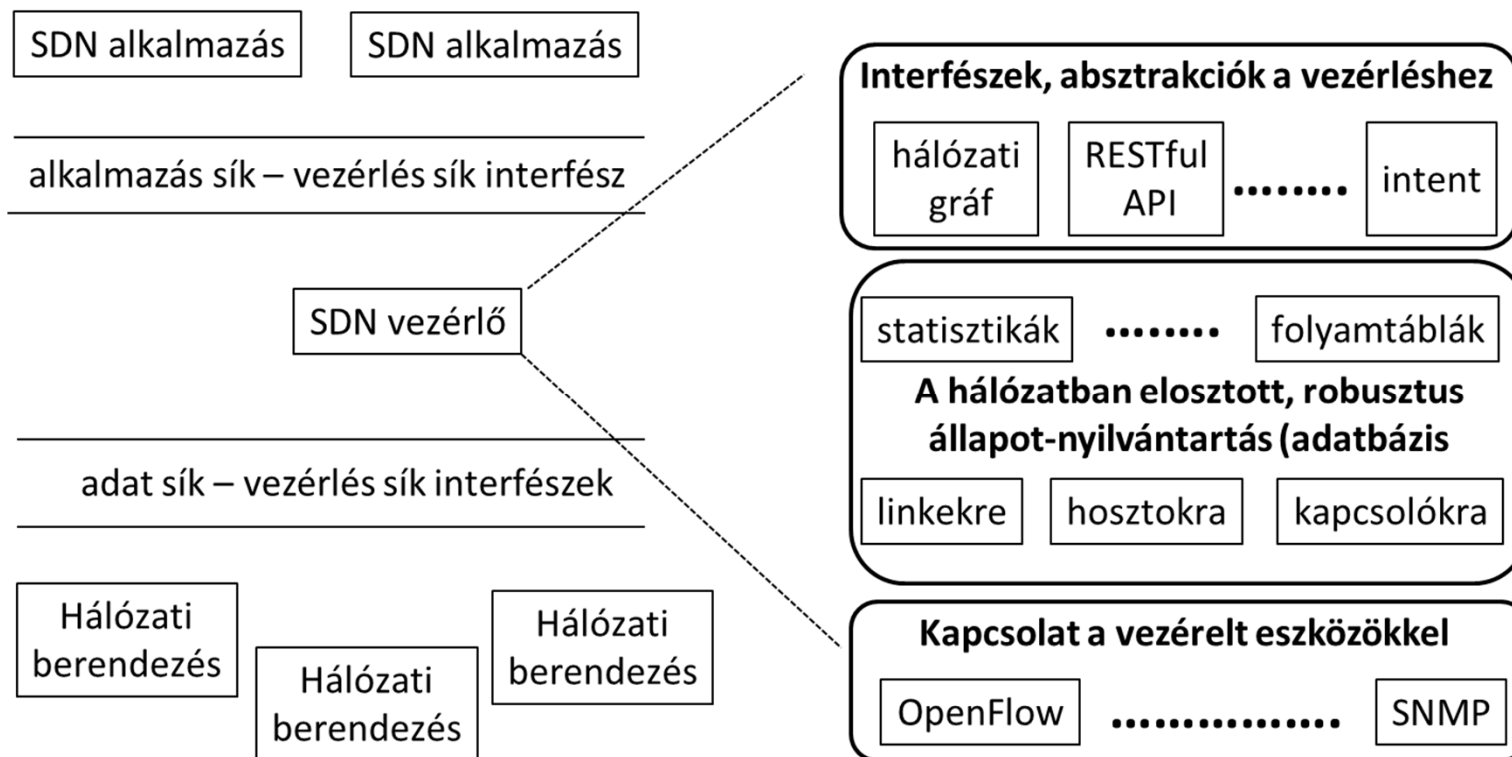 SDN alkalmazás
SDN alkalmazás
alkalmazás sík – vezérlés sík interfész
SDN vezérlő
adat sík – vezérlés sík interfészek
Hálózati
berendezés
Hálózati
berendezés
Hálózati
berendezés
Interfészek, absztrakciók a vezérléshez
hálózati
gráf
RESTful
API
........
intent
statisztikák
........
folyamtáblák
A hálózatban elosztott, robusztus
állapot-nyilvántartás (adatbázis
linkekre
hosztokra
kapcsolókra
Kapcsolat a vezérelt eszközökkel
OpenFlow
................
SNMP